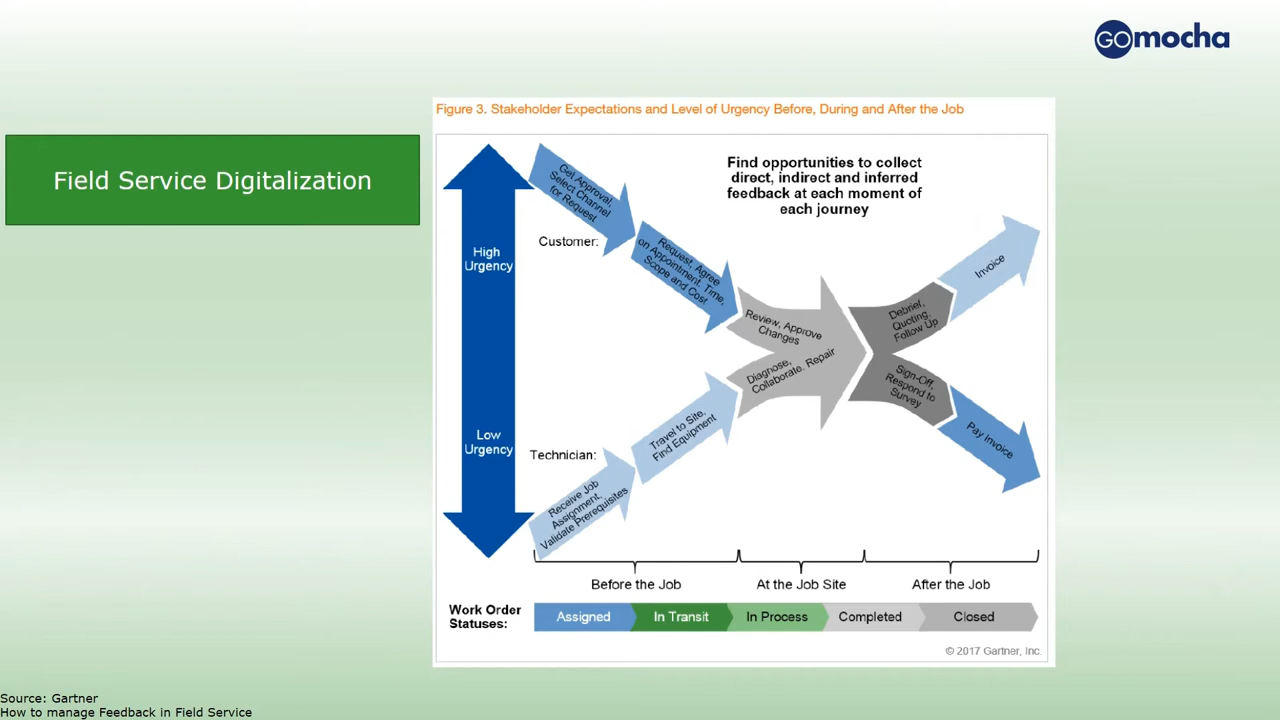 GOmocha
Figure 3. Stakeholder Expectations and Level of Urgency Before, During and After the Job
Field Service Digitalization
Find opportunities to collect
direct, indirect and inferred
feedback at each moment of
each journey
High
Urgency
Low
Urgency
Customer:
Get Approval,
Select Channel
for Request
Request, Agree
on Appointment, Time,
Scope and Cost
Review, Approve
Changes
Diagnose,
Collaborate. Repair
Debrief,
Quoting,
Follow Up
Invoice
Sign-Off,
Respond to
Survey
Pay Invoice
Technician:
Receive Job
Assignment,
Validate Prerequisites
Travel to Site,
Find Equipment
Before the Job
At the Job Site
After the Job
Work Order
Statuses:
Assigned
In Transit
In Process
Completed
Closed
© 2017 Gartner, Inc.
Source: Gartner
How to manage Feedback in Field Service